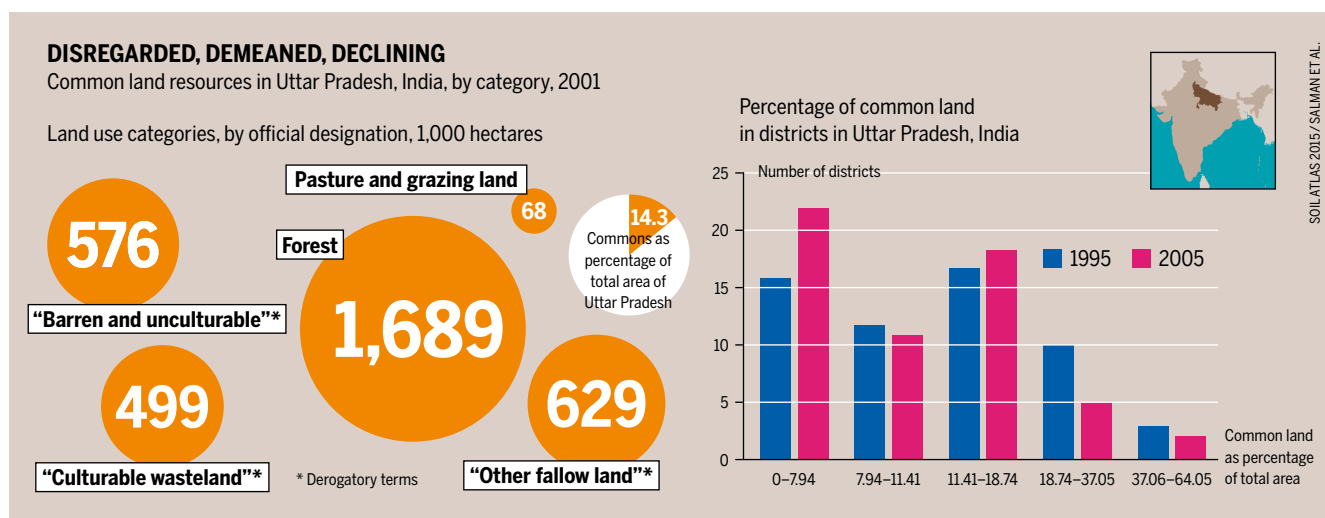 DISREGARDED, DEMEANED, DECLINING
Common land resources in Uttar Pradesh, India, by category, 2001
Land use categories, by official designation, 1,000 hectares
Pasture and grazing land
68
Forest
1,689
576
“Barren and unculturable”*
499
“Culturable wasteland”*
* Derogatory terms
629
“Other fallow land”*
14.3
Commons as
percentage of
total area of
Uttar Pradesh
Percentage of common land
in districts in Uttar Pradesh, India
Number of districts
25
20
15
10
5
0
1995
2005
0–7.94
7.94–11.41
11.41–18.74
18.74–37.05
37.06–64.05
Common land
as percentage
of total area
SOIL ATLAS 2015 / SALMAN ET AL.